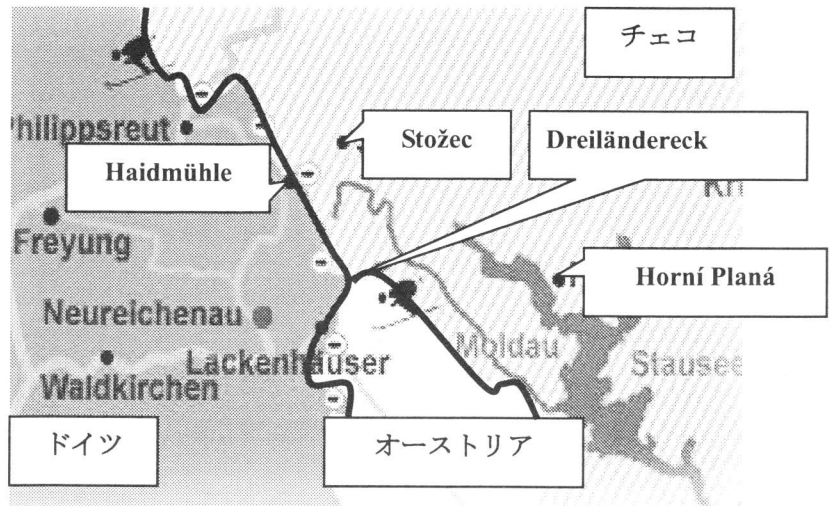 チェコ
Philippsreut
Stožec
Dreiländereck
Haidmühle
Freyung
Horní Planá
Neureichenau
Moldau
Lackenhäuser
Stausee
Waldkirchen
ドイツ
オーストリア